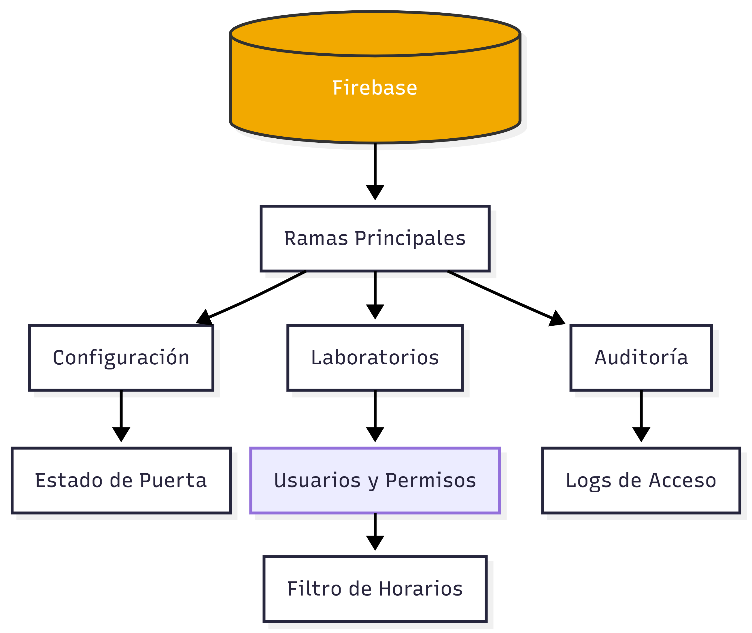 Firebase
Ramas Principales
Configuración
Laboratorios
Auditoría
Estado de Puerta
Usuarios y Permisos
Logs de Acceso
Filtro de Horarios